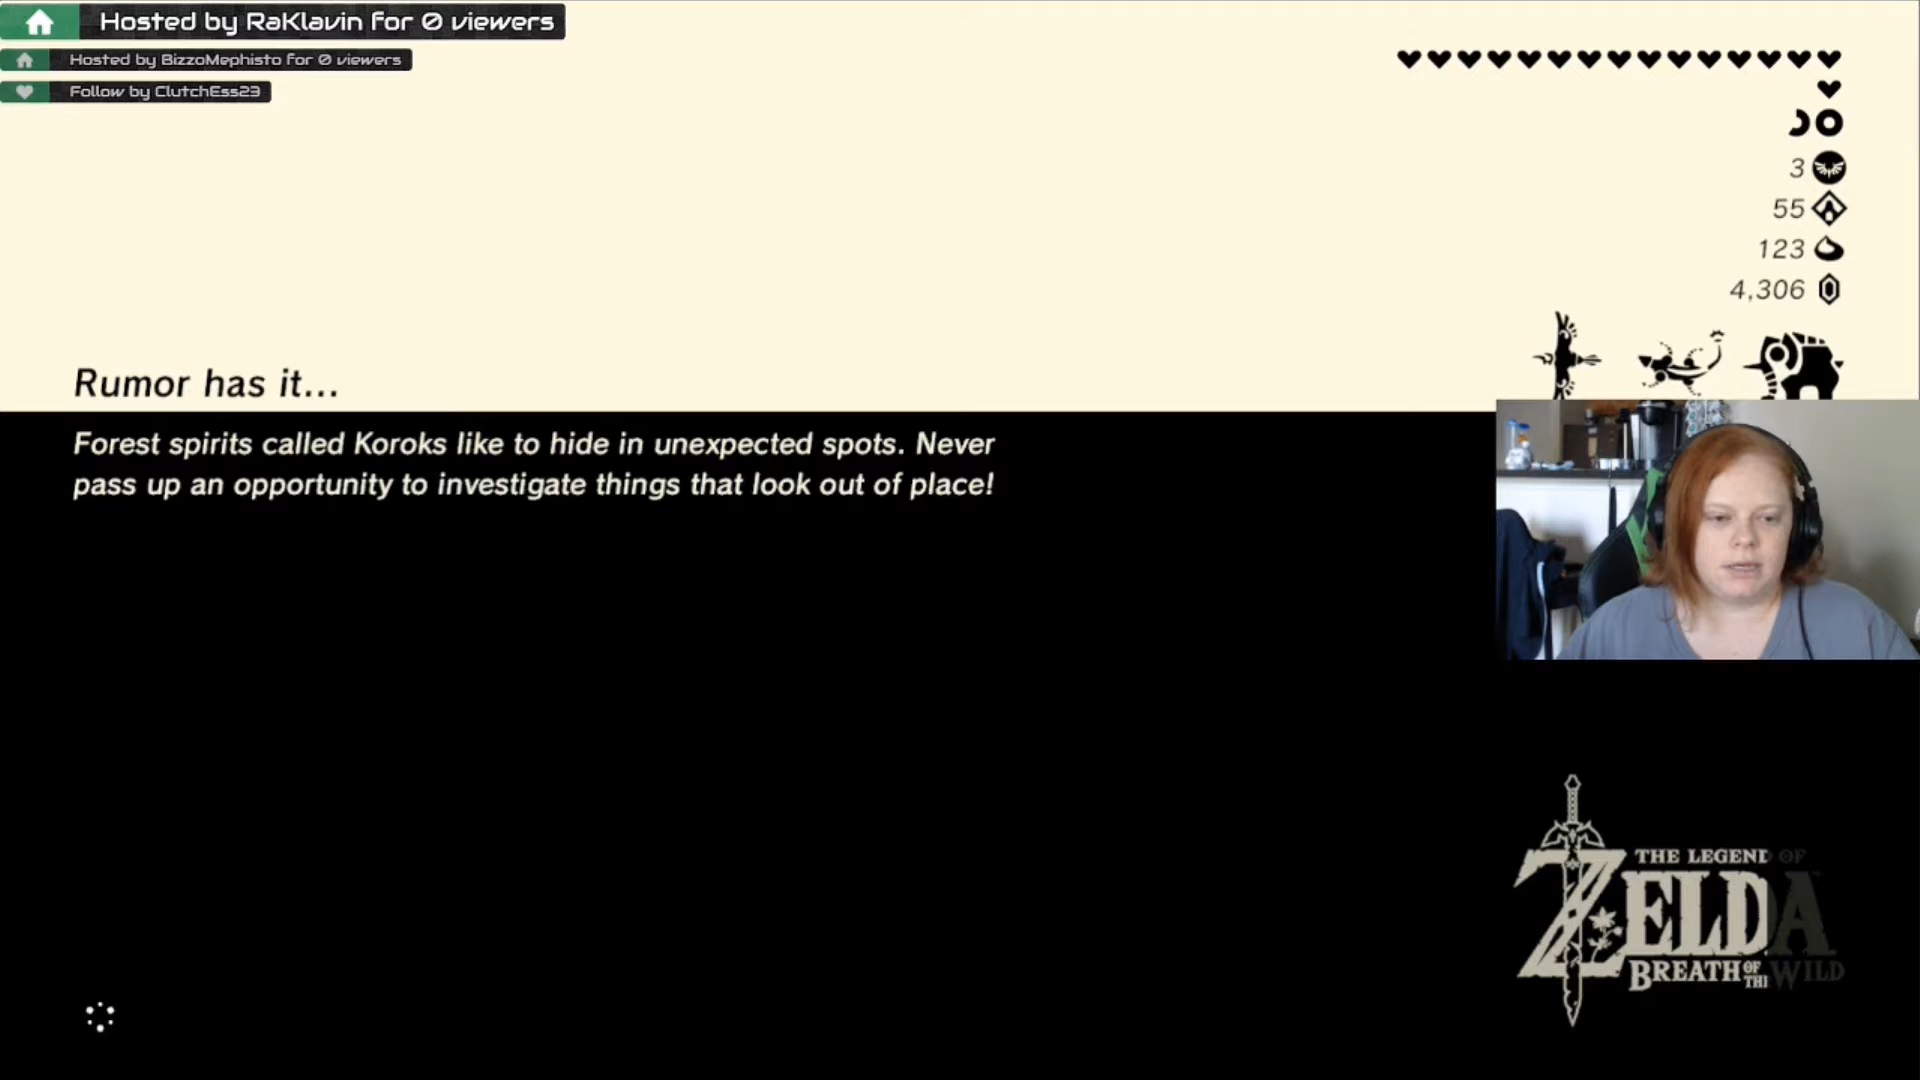 Hosted by RaKlavin for 0 viewers
Hosted by BizzoMephisto for 0 viewers
Follow by ClutchEss23
3
55
123
4,306
Rumor has it...
Forest spirits called Koroks like to hide in unexpected spots. Never
pass up an opportunity to investigate things that look out of place!
THE LEGEND OF
ZELDA
BREATH OF THE WILD